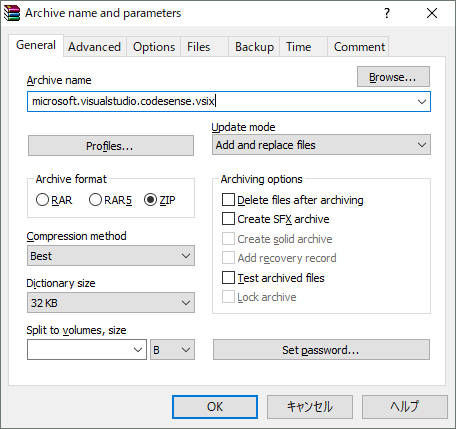 Archive name and parameters
?
General
Advanced
Options
Files
Backup
Time
Comment
Archive name
Browse...
microsoft.visualstudio.codesense.vsix
Profiles...
Update mode
Add and replace files
Archive format
RAR
RAR5
ZIP
Archiving options
Delete files after archiving
Create SFX archive
Create solid archive
Add recovery record
Test archived files
Lock archive
Compression method
Best
Dictionary size
32 KB
Split to volumes, size
B
Set password...
OK
キャンセル
ヘルプ